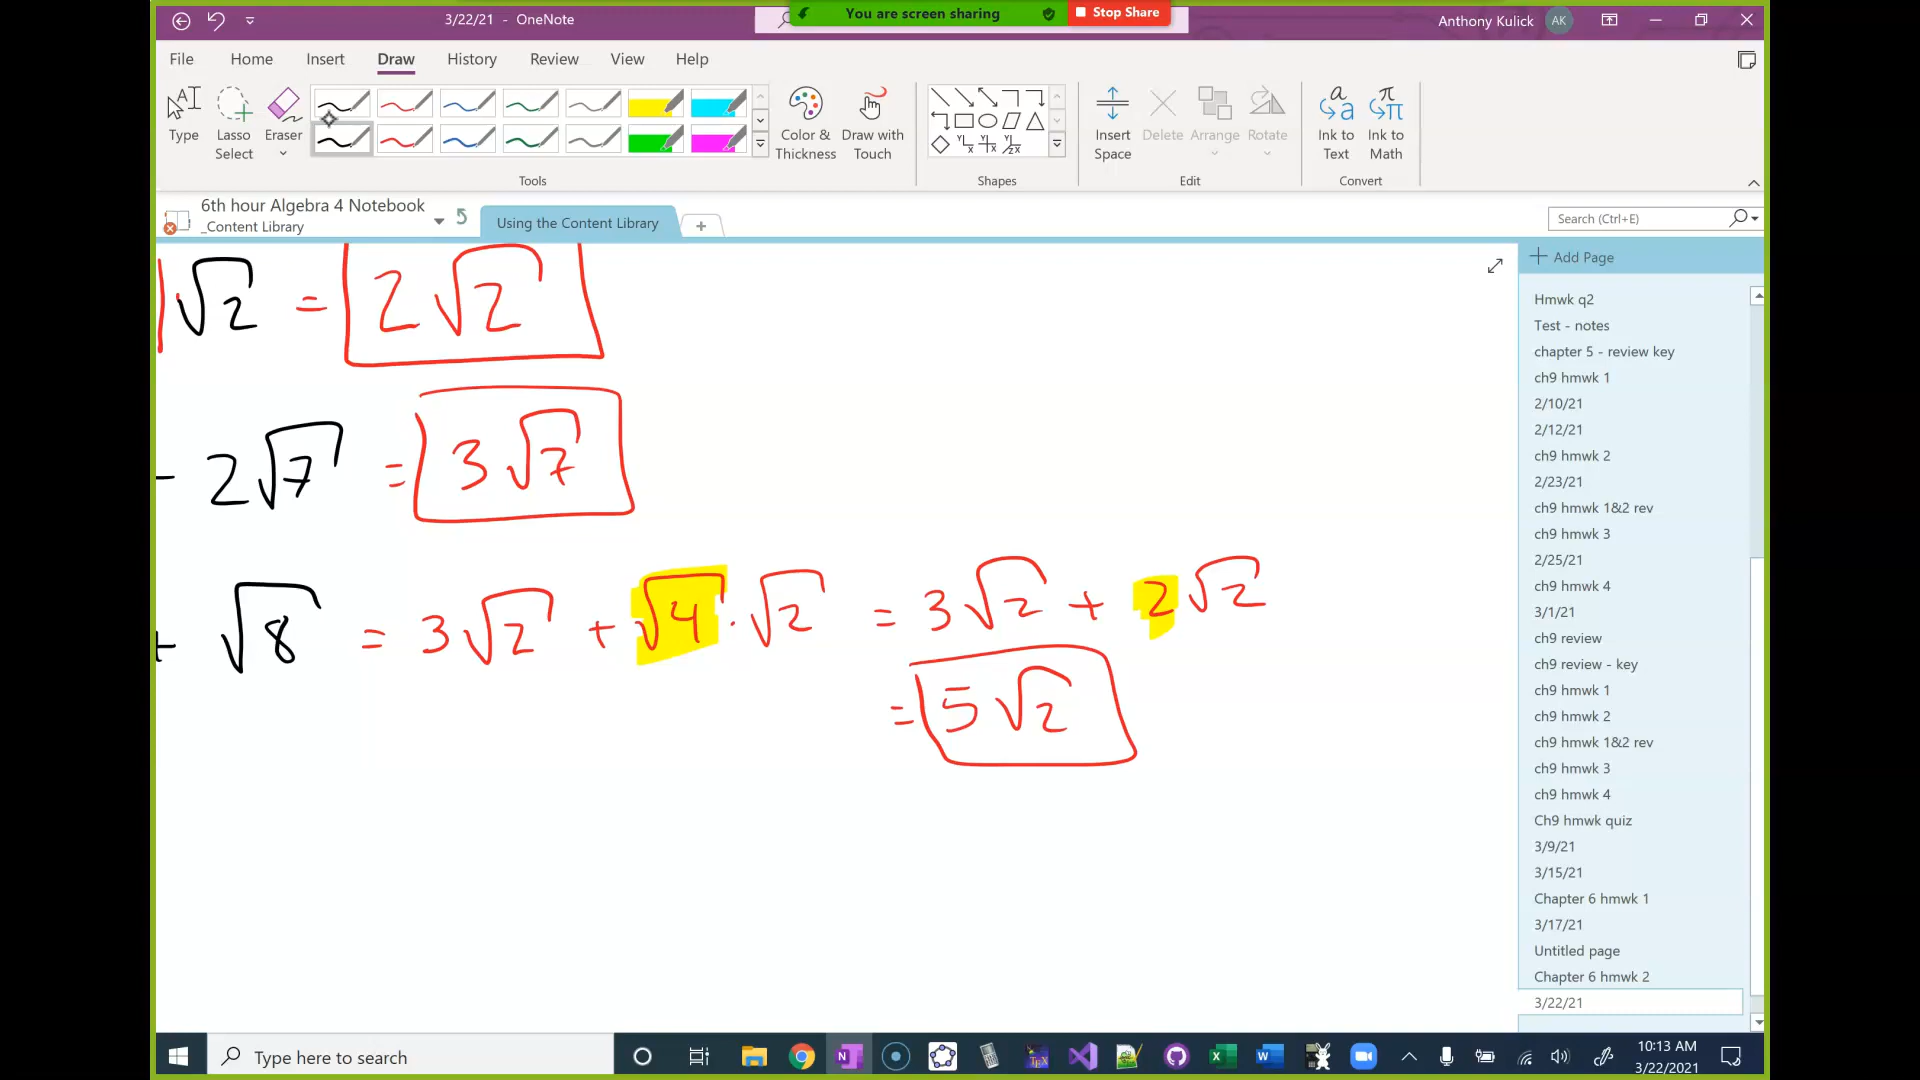 3/22/21 - OneNote
You are screen sharing
Stop Share
Anthony Kulick
AK
File
Home
Insert
Draw
History
Review
View
Help
Type
Lasso Select
Eraser
Color & Thickness
Draw with Touch
Insert Space
Delete
Arrange
Rotate
Ink to Text
Ink to Math
Tools
Shapes
Edit
Convert
6th hour Algebra 4 Notebook
_Content Library
Using the Content Library
Search (Ctrl+E)
√2 = 2√2
- 2√7 = 3√7
+ √8 = 3√2 + √4 · √2 = 3√2 + 2√2
= 5√2
Add Page
Hmwk q2
Test - notes
chapter 5 - review key
ch9 hmwk 1
2/10/21
2/12/21
ch9 hmwk 2
2/23/21
ch9 hmwk 1&2 rev
ch9 hmwk 3
2/25/21
ch9 hmwk 4
3/1/21
ch9 review
ch9 review - key
ch9 hmwk 1
ch9 hmwk 2
ch9 hmwk 1&2 rev
ch9 hmwk 3
ch9 hmwk 4
Ch9 hmwk quiz
3/9/21
3/15/21
Chapter 6 hmwk 1
3/17/21
Untitled page
Chapter 6 hmwk 2
3/22/21
Type here to search
10:13 AM
3/22/2021